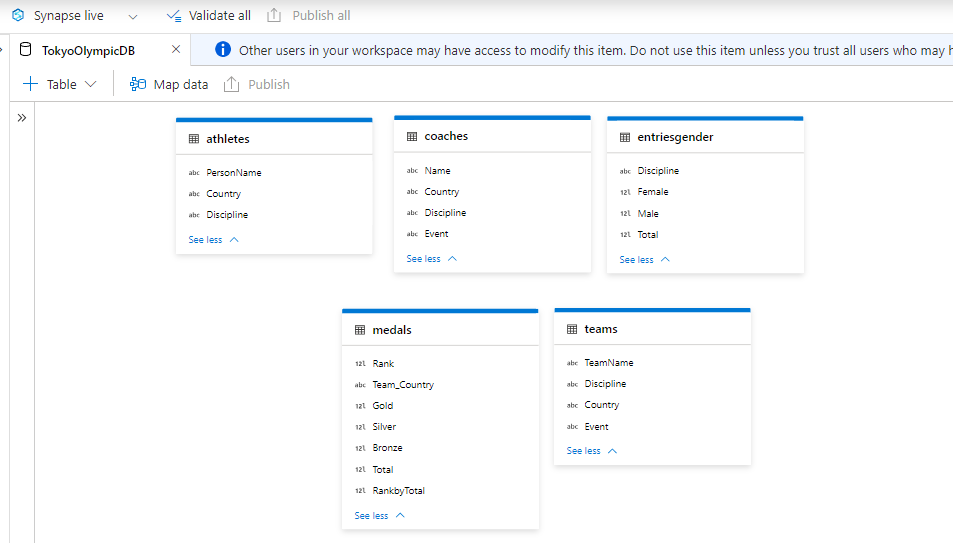 Synapse live Validate all Publish all
TokyoOlympicDB Other users in your workspace may have access to modify this item. Do not use this item unless you trust all users who may h
Table Map data Publish
athletes
abc PersonName
abc Country
abc Discipline
See less
coaches
abc Name
abc Country
abc Discipline
abc Event
See less
entriesgender
abc Discipline
12l Female
12l Male
12l Total
See less
medals
12l Rank
abc Team_Country
12l Gold
12l Silver
12l Bronze
12l Total
12l RankbyTotal
See less
teams
abc TeamName
abc Discipline
abc Country
abc Event
See less